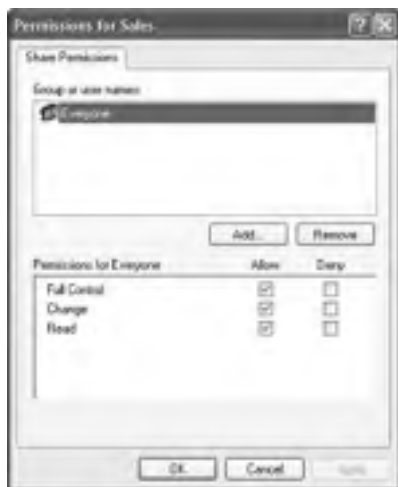 Permissions for Sales
Share Permissions
Group or user names:
Everyone
Add...
Remove
Permissions for Everyone
Allow
Deny
Full Control
Change
Read
OK
Cancel
Apply